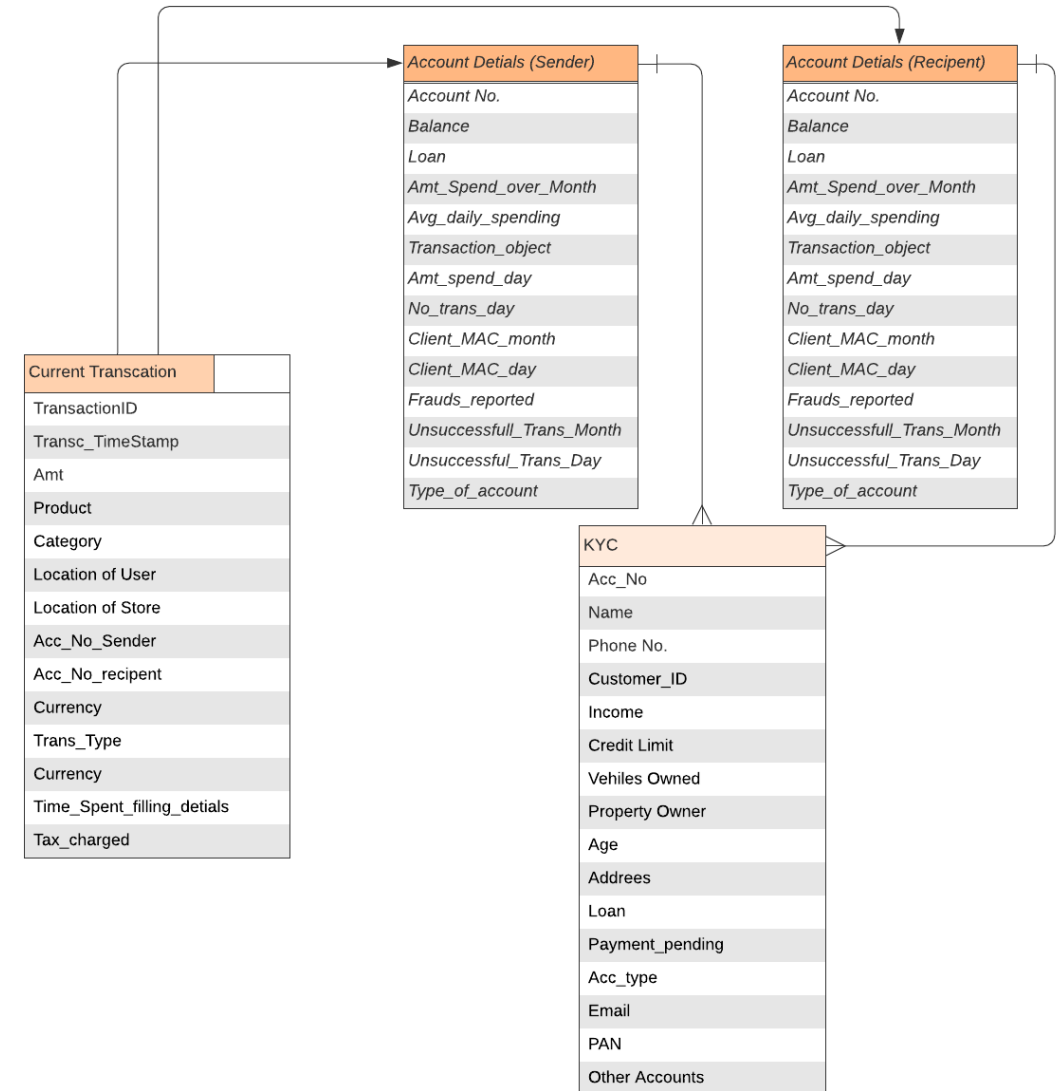 Account Detials (Sender)
Account No.
Balance
Loan
Amt_Spend_over_Month
Avg_daily_spending
Transaction_object
Amt_spend_day
No_trans_day
Client_MAC_month
Client_MAC_day
Frauds_reported
Unsuccessfull_Trans_Month
Unsuccessful_Trans_Day
Type_of_account
Account Detials (Recipent)
Account No.
Balance
Loan
Amt_Spend_over_Month
Avg_daily_spending
Transaction_object
Amt_spend_day
No_trans_day
Client_MAC_month
Client_MAC_day
Frauds_reported
Unsuccessfull_Trans_Month
Unsuccessful_Trans_Day
Type_of_account
Current Transcation
TransactionID
Transc_TimeStamp
Amt
Product
Category
Location of User
Location of Store
Acc_No_Sender
Acc_No_recipent
Currency
Trans_Type
Currency
Time_Spent_filling_detials
Tax_charged
KYC
Acc_No
Name
Phone No.
Customer_ID
Income
Credit Limit
Vehiles Owned
Property Owner
Age
Addrees
Loan
Payment_pending
Acc_type
Email
PAN
Other Accounts